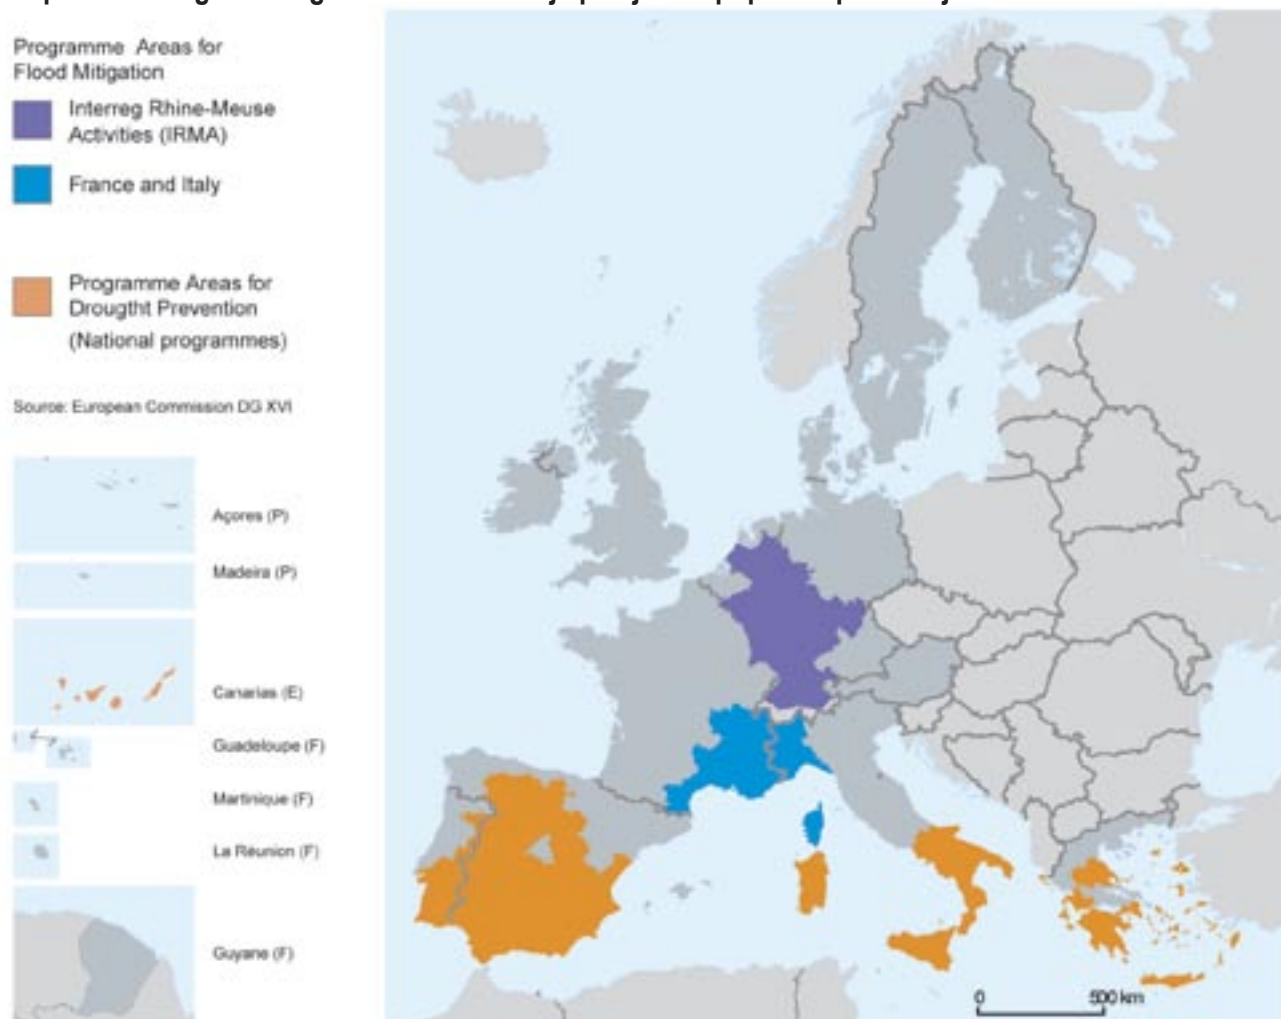 Programme Areas for
Flood Mitigation
Interreg Rhine-Meuse
Activities (IRMA)
France and Italy
Programme Areas for
Drougtht Prevention
(National programmes)
Source: European Commission DG XVI
Açores (P)
Madeira (P)
Canarias (E)
Guadeloupe (F)
Martinique (F)
La Réunion (F)
Guyane (F)
0 500 km